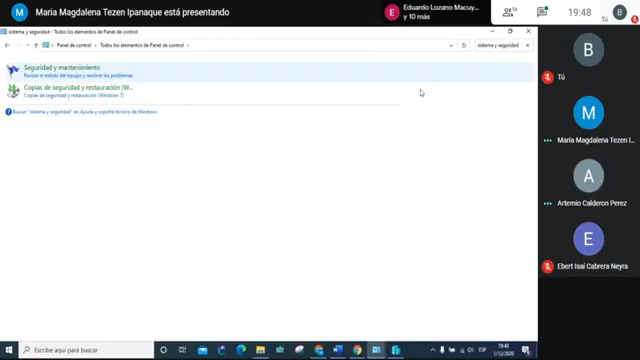 M
Maria Magdalena Tezen Ipanaque está presentando
E
Eduardo Lozano Macuy...
y 10 más
16
19:48
Tú
B
sistema y seguridad - Todos los elementos de Panel de control
Panel de control > Todos los elementos de Panel de control >
sistema y seguridad
Seguridad y mantenimiento
Revisar el estado del equipo y resolver los problemas
Copias de seguridad y restauración (W...
Copias de seguridad y restauración (Windows 7)
Buscar "sistema y seguridad" en Ayuda y soporte técnico de Windows
B
Tú
M
Maria Magdalena Tezen I...
A
Artemio Calderon Perez
E
Ebert Isai Cabrera Neyra
Escribe aquí para buscar
ESP
19:48
1/12/2020